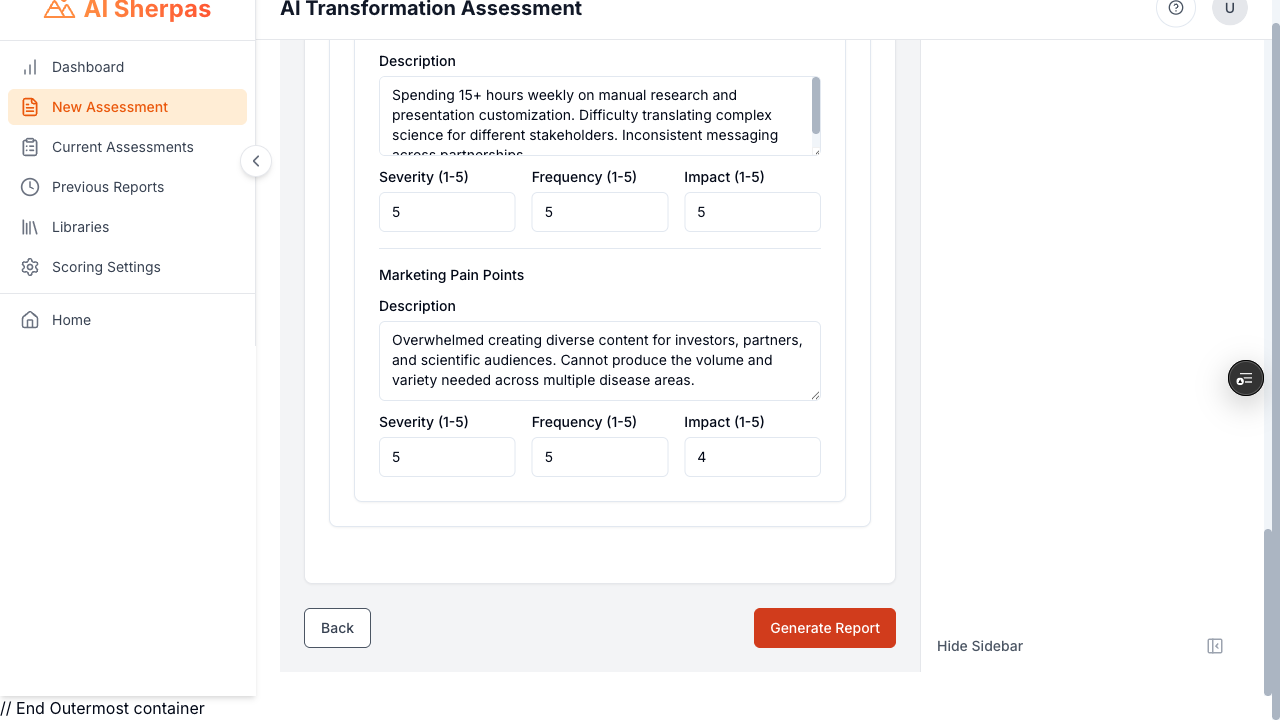 AI Sherpas
AI Transformation Assessment
U
Dashboard
New Assessment
Current Assessments
Previous Reports
Libraries
Scoring Settings
Home
Description
Spending 15+ hours weekly on manual research and
presentation customization. Difficulty translating complex
science for different stakeholders. Inconsistent messaging
across partnerships.
Severity (1-5) Frequency (1-5) Impact (1-5)
5 5 5
Marketing Pain Points
Description
Overwhelmed creating diverse content for investors, partners,
and scientific audiences. Cannot produce the volume and
variety needed across multiple disease areas.
Severity (1-5) Frequency (1-5) Impact (1-5)
5 5 4
Back Generate Report
Hide Sidebar
// End Outermost container